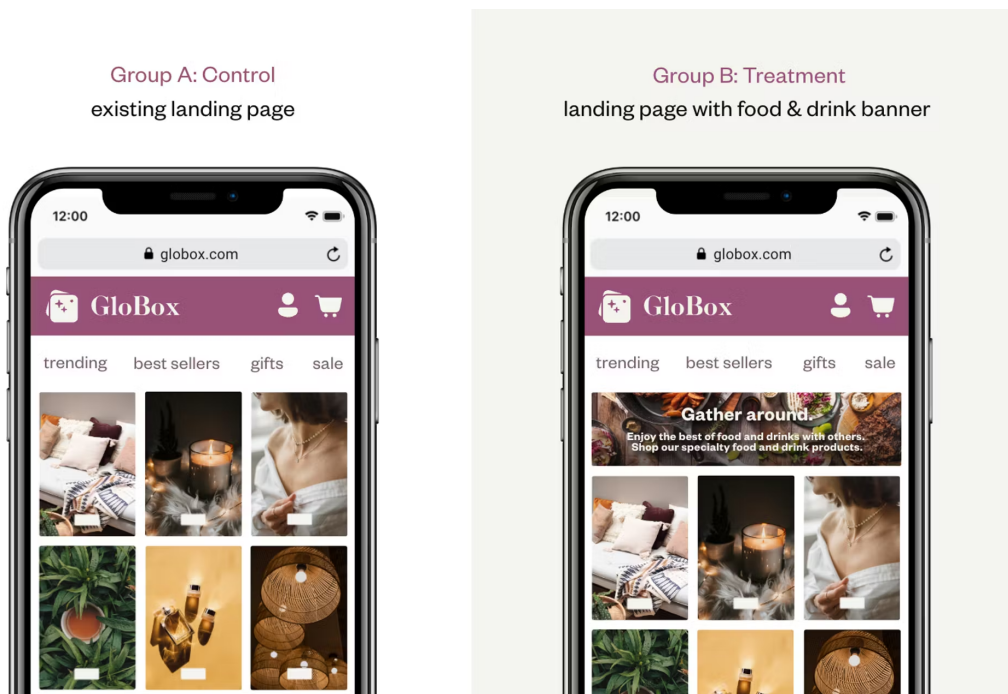 Group A: Control
existing landing page
12:00
globox.com
GloBox
trending best sellers gifts sale
Group B: Treatment
landing page with food & drink banner
12:00
globox.com
GloBox
trending best sellers gifts sale
Gather around.
Enjoy the best of food and drinks with others.
Shop our specialty food and drink products.